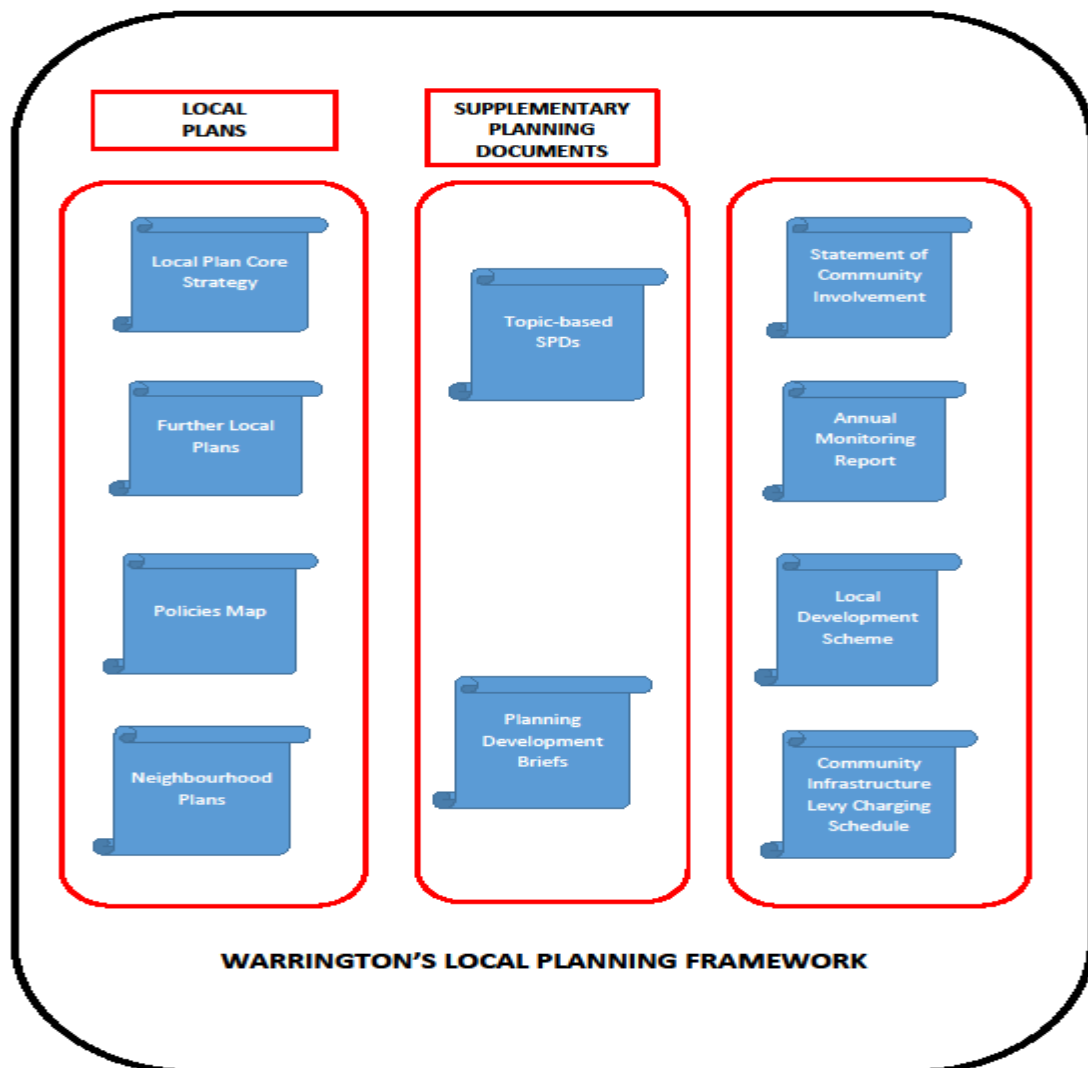 LOCAL
PLANS
SUPPLEMENTARY
PLANNING
DOCUMENTS
Local Plan Core
Strategy
Further Local
Plans
Policies Map
Neighbourhood
Plans
Topic-based
SPDs
Planning
Development
Briefs
Statement of
Community
Involvement
Annual
Monitoring
Report
Local
Development
Scheme
Community
Infrastructure
Levy Charging
Schedule
WARRINGTON’S LOCAL PLANNING FRAMEWORK